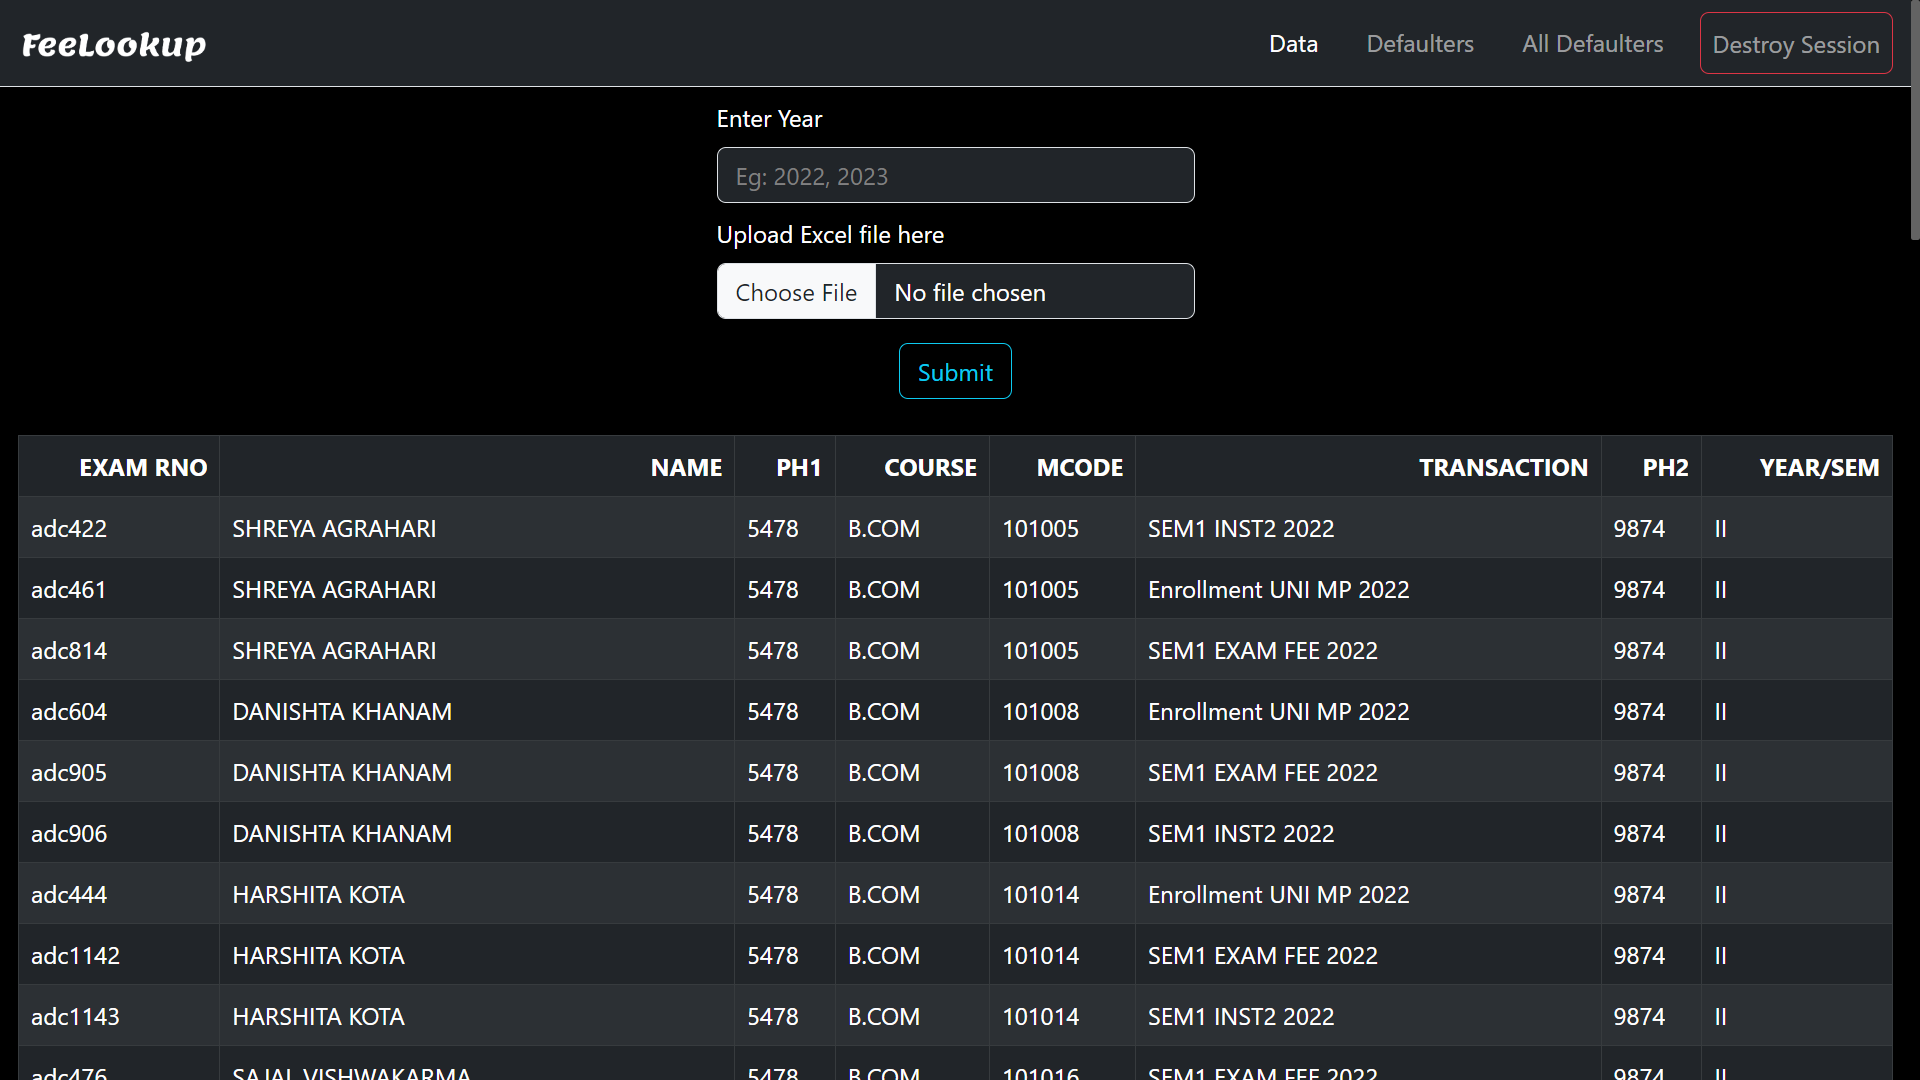 FeeLookup Data Defaulters All Defaulters Destroy Session
Enter Year
Eg: 2022, 2023
Upload Excel file here
Choose File No file chosen
Submit
EXAM RNO NAME PH1 COURSE MCODE TRANSACTION PH2 YEAR/SEM
adc422 SHREYA AGRAHARI 5478 B.COM 101005 SEM1 INST2 2022 9874 II
adc461 SHREYA AGRAHARI 5478 B.COM 101005 Enrollment UNI MP 2022 9874 II
adc814 SHREYA AGRAHARI 5478 B.COM 101005 SEM1 EXAM FEE 2022 9874 II
adc604 DANISHTA KHANAM 5478 B.COM 101008 Enrollment UNI MP 2022 9874 II
adc905 DANISHTA KHANAM 5478 B.COM 101008 SEM1 EXAM FEE 2022 9874 II
adc906 DANISHTA KHANAM 5478 B.COM 101008 SEM1 INST2 2022 9874 II
adc444 HARSHITA KOTA 5478 B.COM 101014 Enrollment UNI MP 2022 9874 II
adc1142 HARSHITA KOTA 5478 B.COM 101014 SEM1 EXAM FEE 2022 9874 II
adc1143 HARSHITA KOTA 5478 B.COM 101014 SEM1 INST2 2022 9874 II
adc476 SAJAL VISHWAKARMA 5478 B.COM 101016 SEM1 EXAM FEE 2022 9874 II